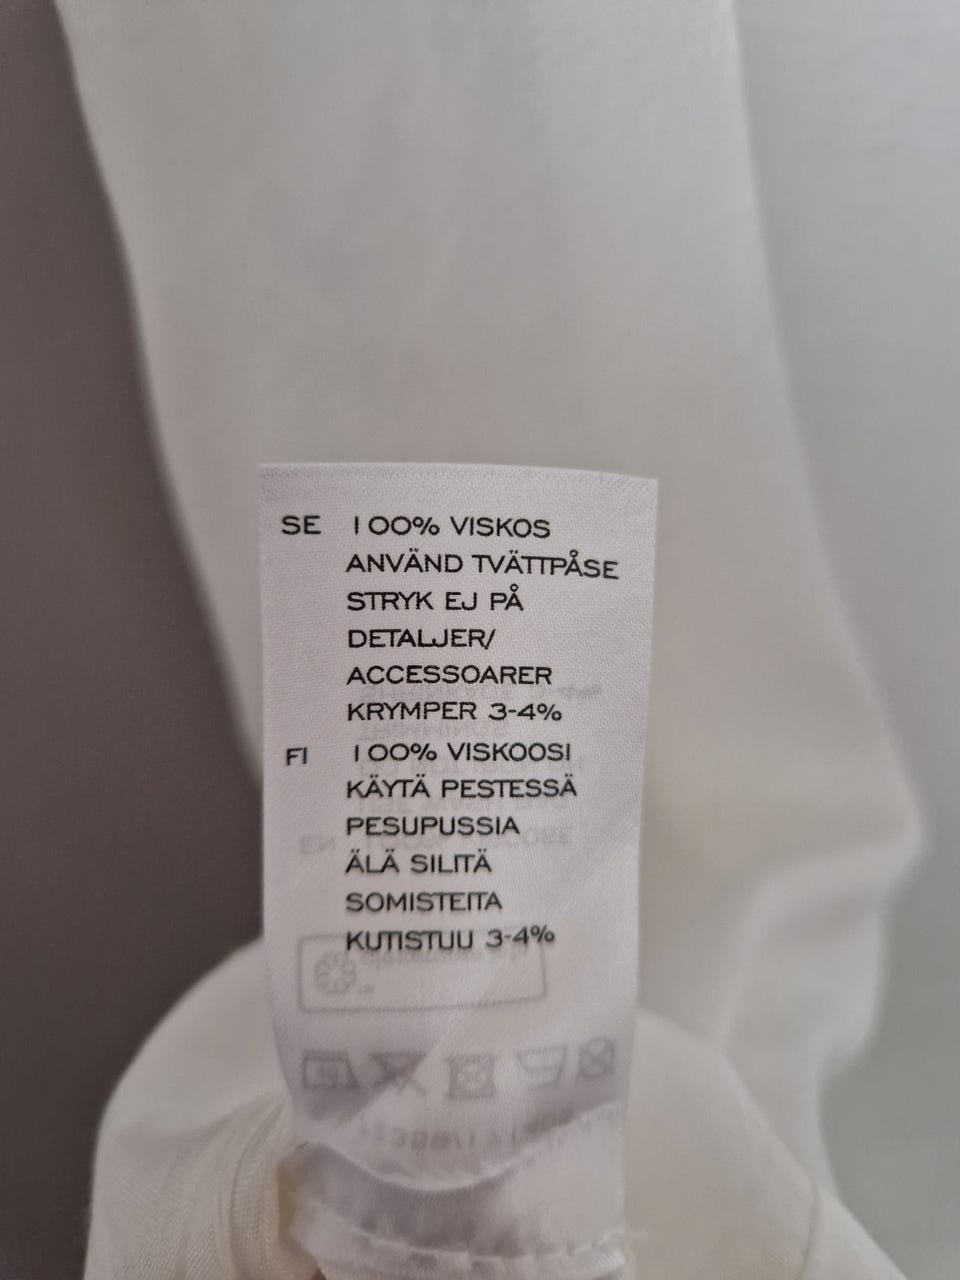 SE 100% VISKOS
ANVÄND TVÄTTPÅSE
STRYK EJ PÅ
DETALJER/
ACCESSOARER
KRYMPER 3-4%
FI 100% VISKOOSI
KÄYTÄ PESTESSÄ
PESUPUSSIA
ÄLÄ SILITÄ
SOMISTEITA
KUTISTUU 3-4%